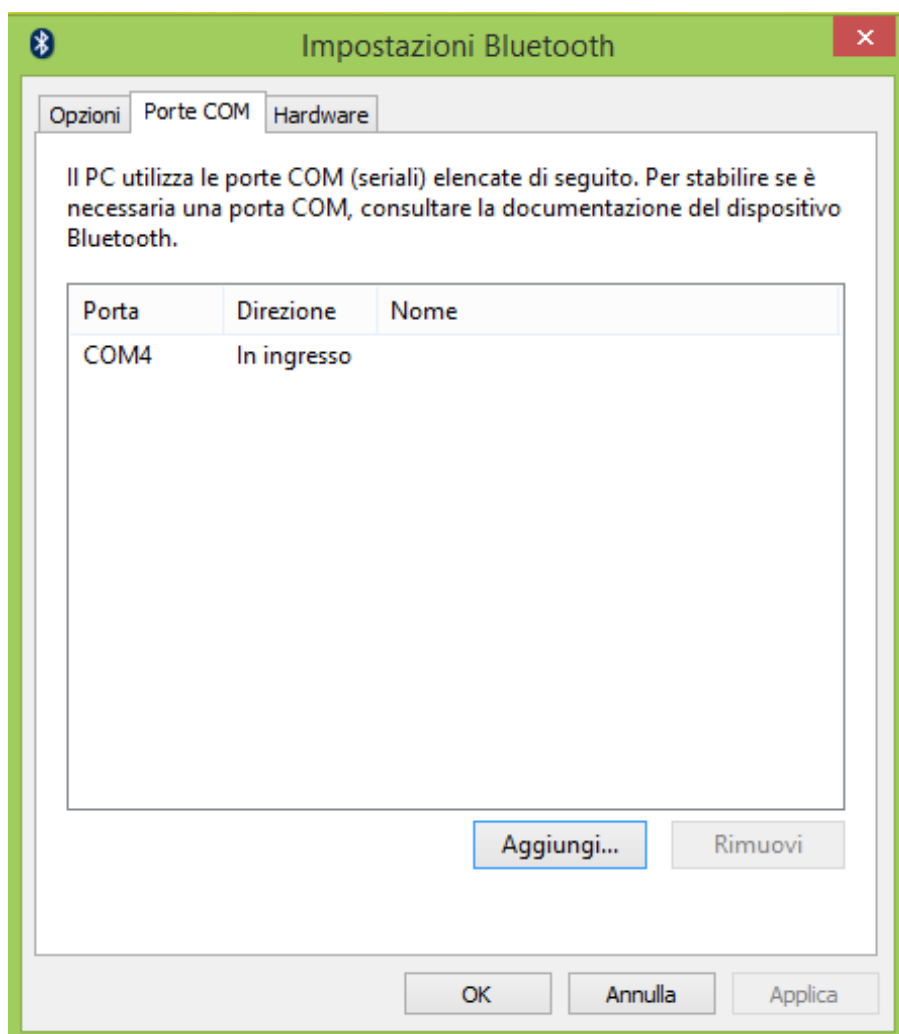 Impostazioni Bluetooth
Opzioni Porte COM Hardware
Il PC utilizza le porte COM (seriali) elencate di seguito. Per stabilire se è
necessaria una porta COM, consultare la documentazione del dispositivo
Bluetooth.
Porta Direzione Nome
COM4 In ingresso
Aggiungi... Rimuovi
OK Annulla Applica